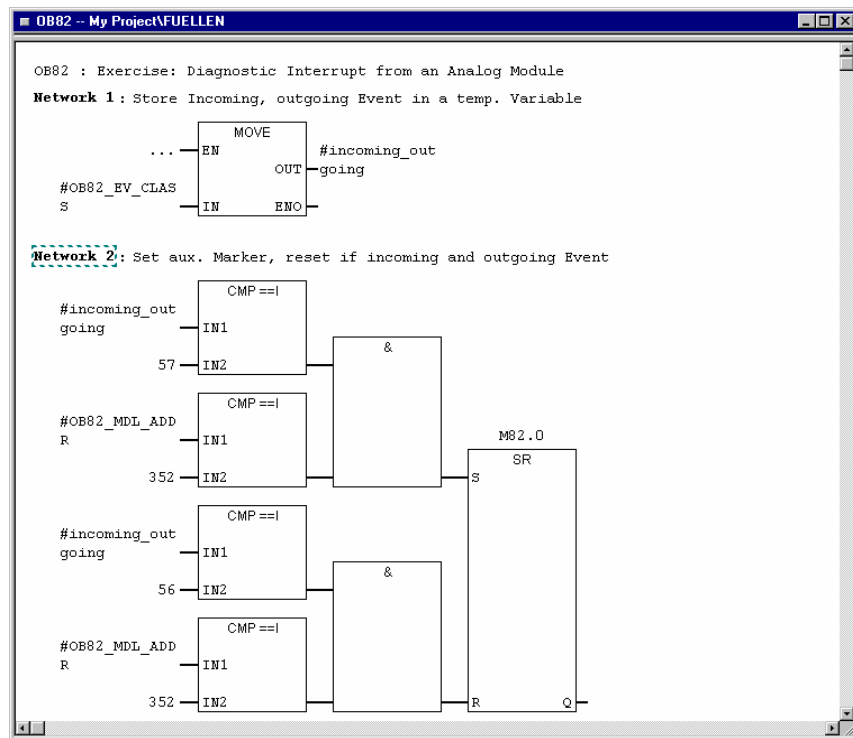 OB82 -- My Project\FUELLEN
OB82 : Exercise: Diagnostic Interrupt from an Analog Module
Network 1 : Store Incoming, outgoing Event in a temp. Variable
MOVE
... EN
#incoming_out
OUT going
#OB82_EV_CLAS
S IN ENO
Network 2 : Set aux. Marker, reset if incoming and outgoing Event
CMP ==I
#incoming_out
going IN1
&
57 IN2
CMP ==I
#OB82_MDL_ADD
R IN1
M82.0
SR
352 IN2 S
CMP ==I
#incoming_out
going IN1
&
56 IN2
CMP ==I
#OB82_MDL_ADD
R IN1
352 IN2 R Q